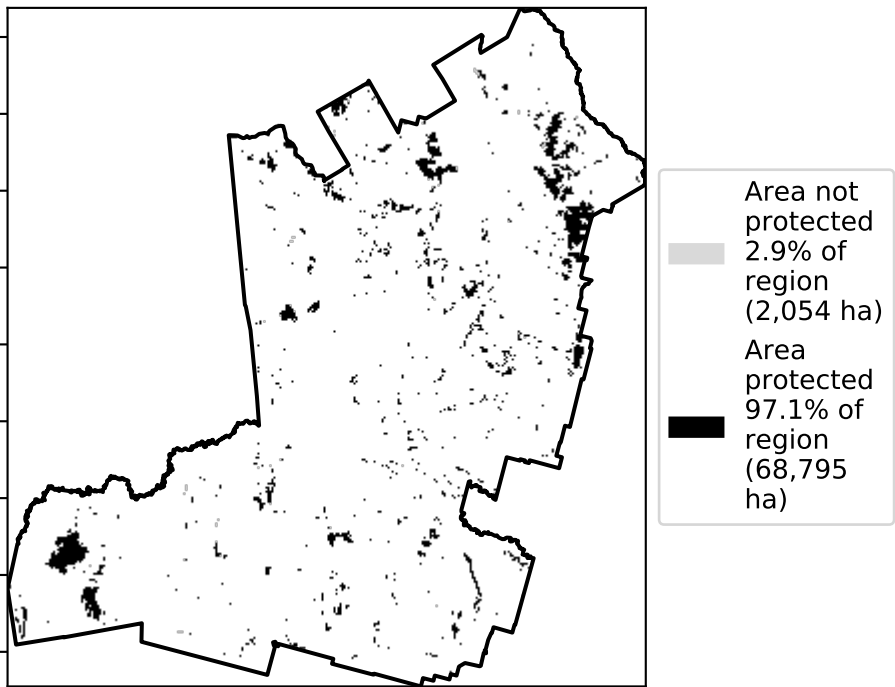 Area not
protected
2.9% of
region
(2,054 ha)
Area
protected
97.1% of
region
(68,795
ha)